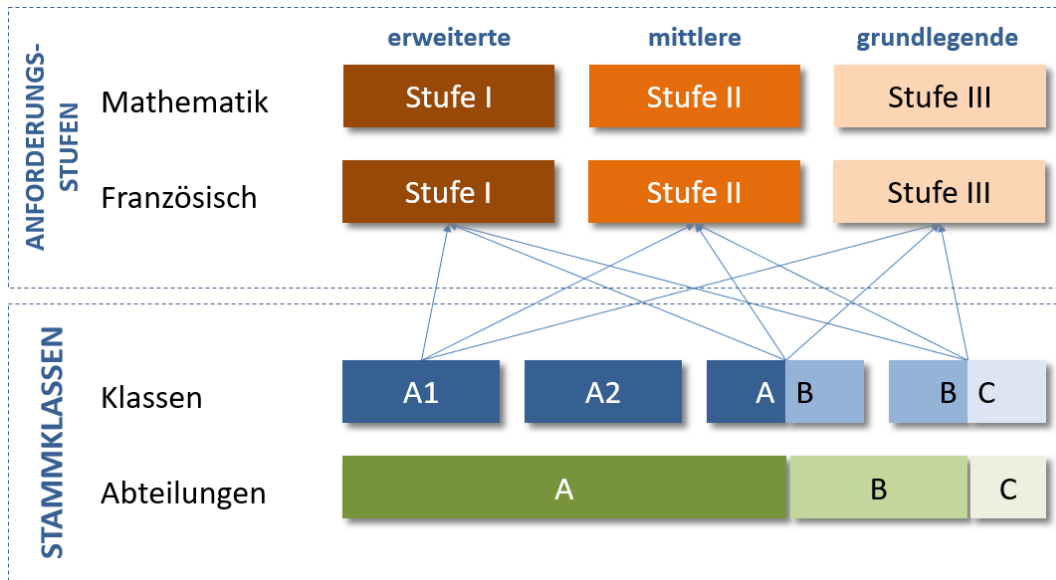 ANFORDERUNGS-
STUFEN
erweiterte mittlere grundlegende
Mathematik Stufe I Stufe II Stufe III
Französisch Stufe I Stufe II Stufe III
STAMMKLASSEN
Klassen A1 A2 A B B C
Abteilungen A B C